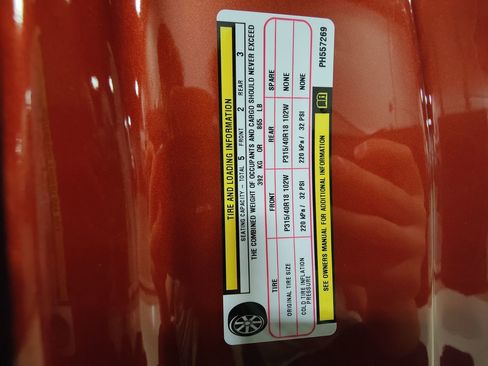 TIRE AND LOADING INFORMATION
SEATING CAPACITY - TOTAL 5 FRONT 2 REAR 3
THE COMBINED WEIGHT OF OCCUPANTS AND CARGO SHOULD NEVER EXCEED
392 KG OR 865 LB
TIRE FRONT REAR SPARE
ORIGINAL TIRE SIZE P315/40R18 102W P315/40R18 102W NONE
COLD TIRE INFLATION PRESSURE 220 kPa / 32 PSI 220 kPa / 32 PSI NONE
SEE OWNERS MANUAL FOR ADDITIONAL INFORMATION
PH557269